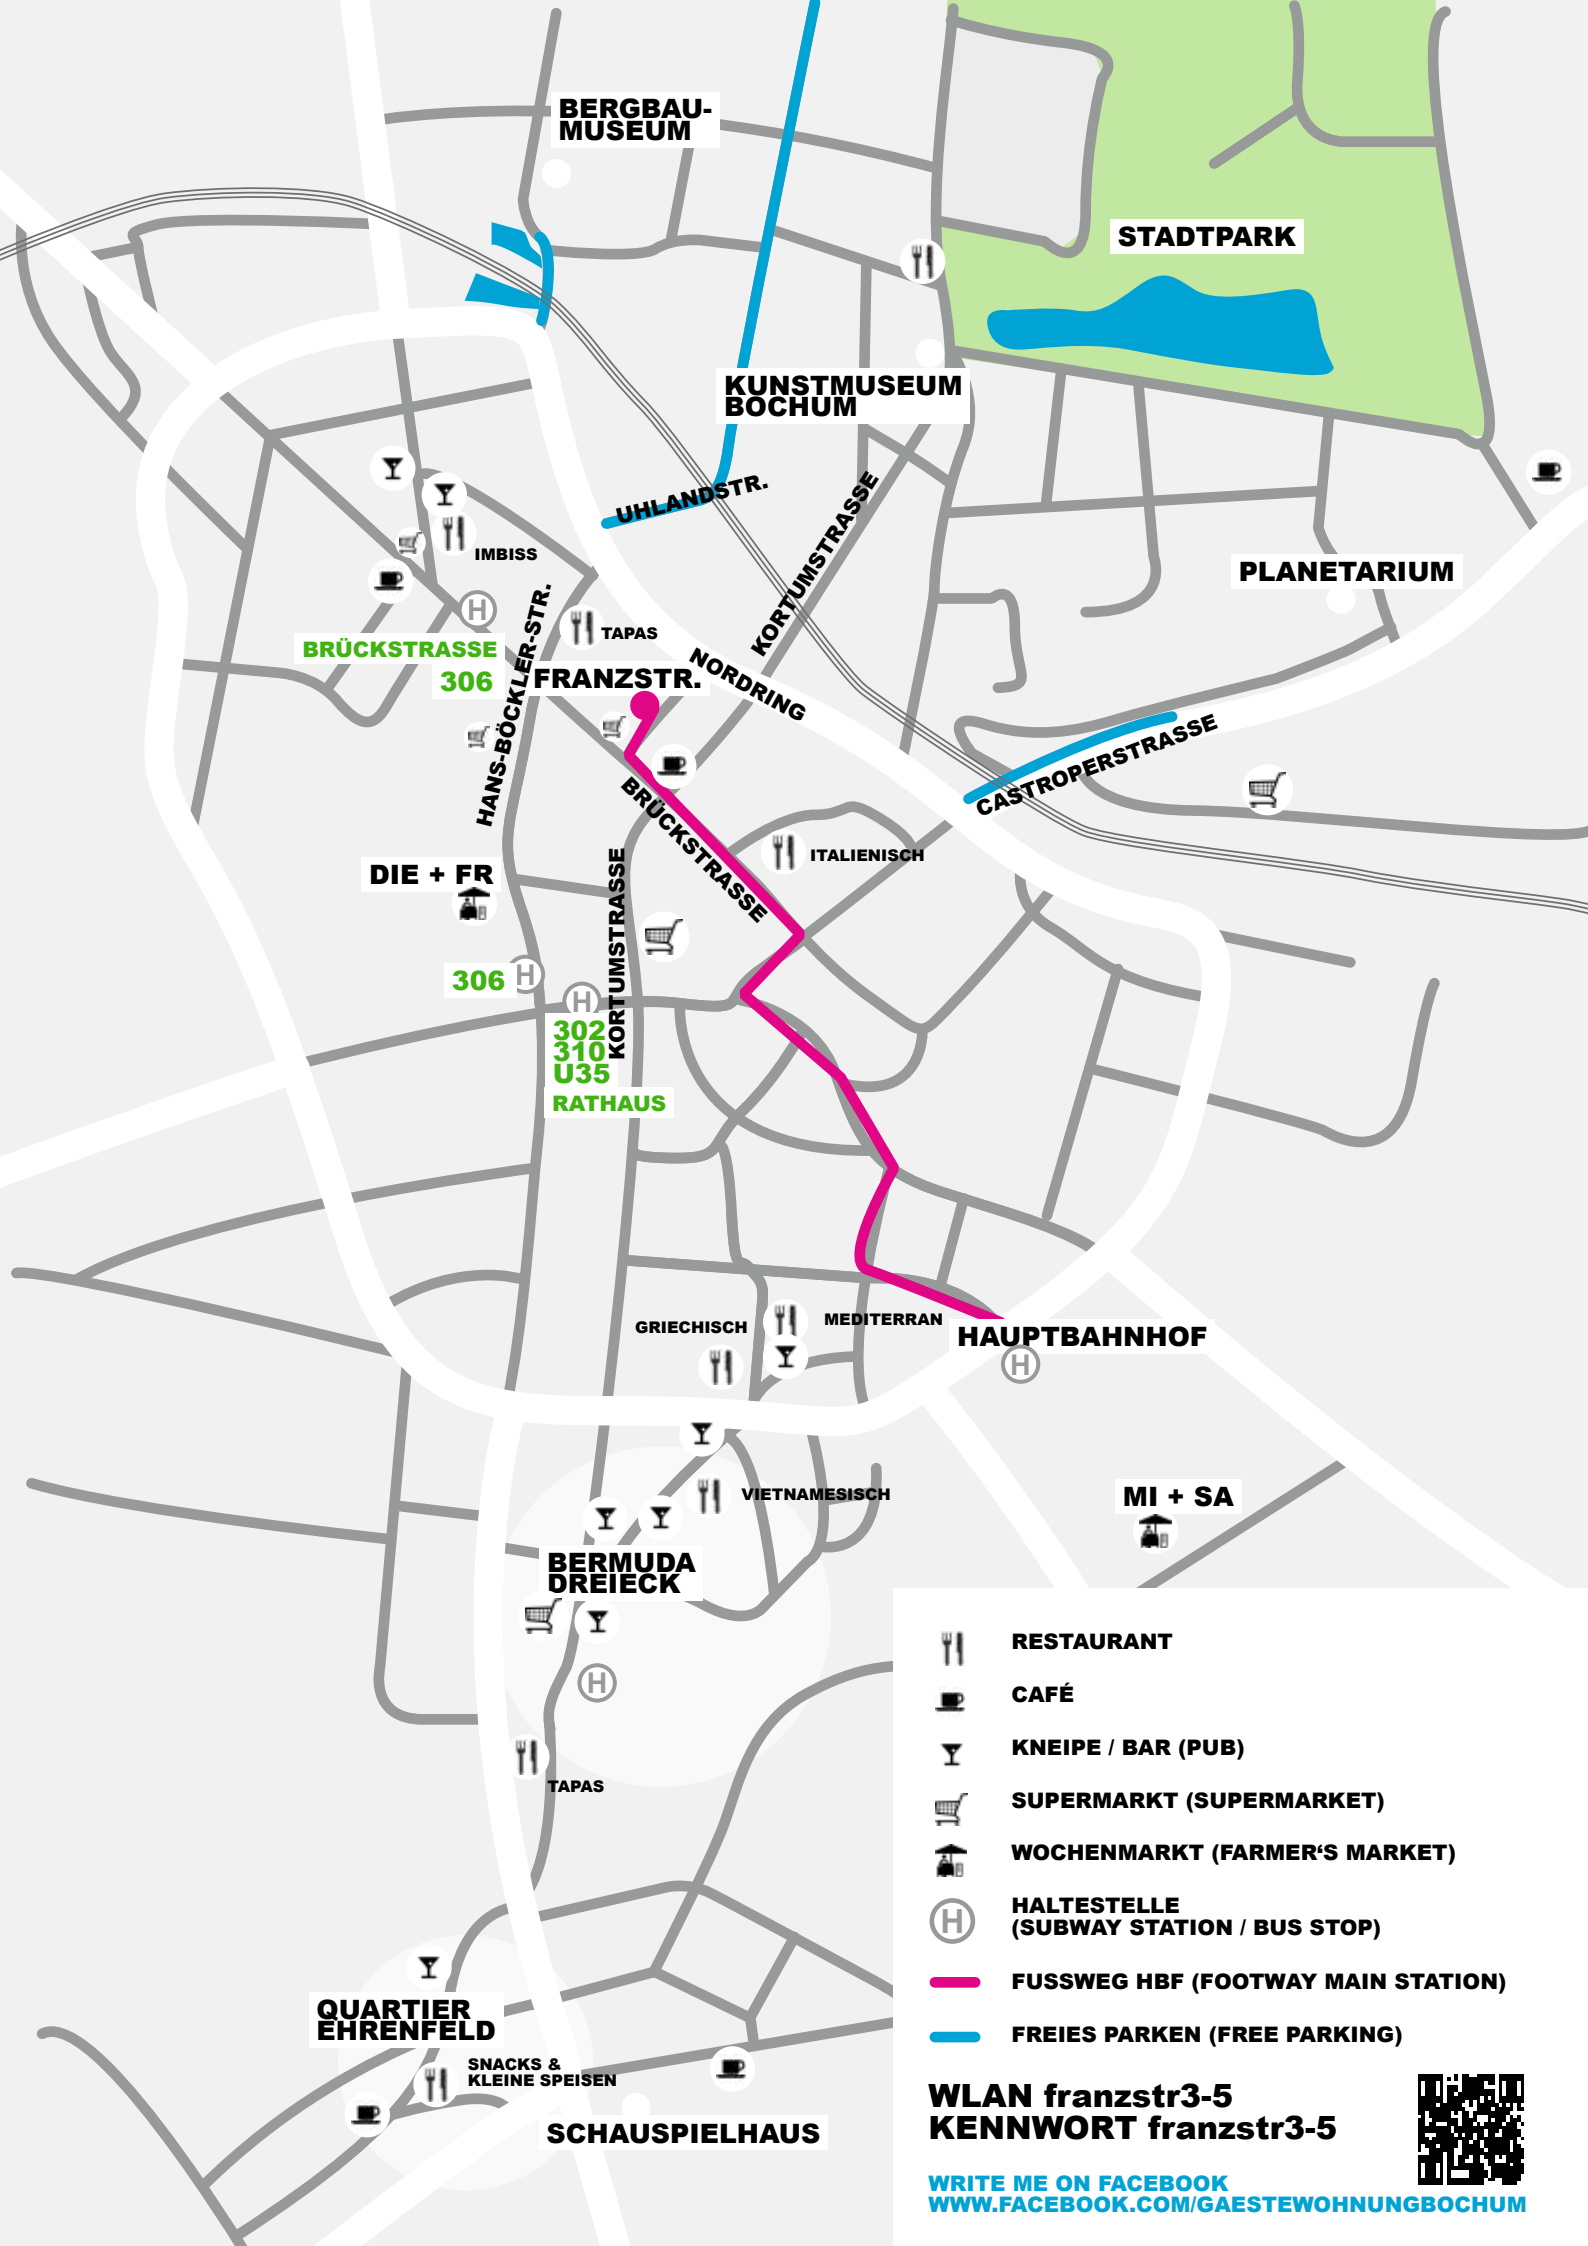 BERGBAU-
MUSEUM
STADTPARK
KUNSTMUSEUM
BOCHUM
UHLANDSTR.
KORTUMSTRASSE
IMBISS
PLANETARIUM
H
BRÜCKSTRASSE
306
HANS-BÖCKLER-STR.
TAPAS
FRANZSTR.
NORDRING
CASTROPERSTRASSE
BRÜCKSTRASSE
ITALIENISCH
DIE + FR
KORTUMSTRASSE
306
H
H
302
310
U35
RATHAUS
GRIECHISCH
MEDITERRAN
HAUPTBAHNHOF
H
VIETNAMESISCH
MI + SA
BERMUDA
DREIECK
H
TAPAS
QUARTIER
EHRENFELD
SNACKS &
KLEINE SPEISEN
SCHAUSPIELHAUS
RESTAURANT
CAFÉ
KNEIPE / BAR (PUB)
SUPERMARKT (SUPERMARKET)
WOCHENMARKT (FARMER‘S MARKET)
H
HALTESTELLE
(SUBWAY STATION / BUS STOP)
FUSSWEG HBF (FOOTWAY MAIN STATION)
FREIES PARKEN (FREE PARKING)
WLAN franzstr3-5
KENNWORT franzstr3-5
WRITE ME ON FACEBOOK
WWW.FACEBOOK.COM/GAESTEWOHNUNGBOCHUM